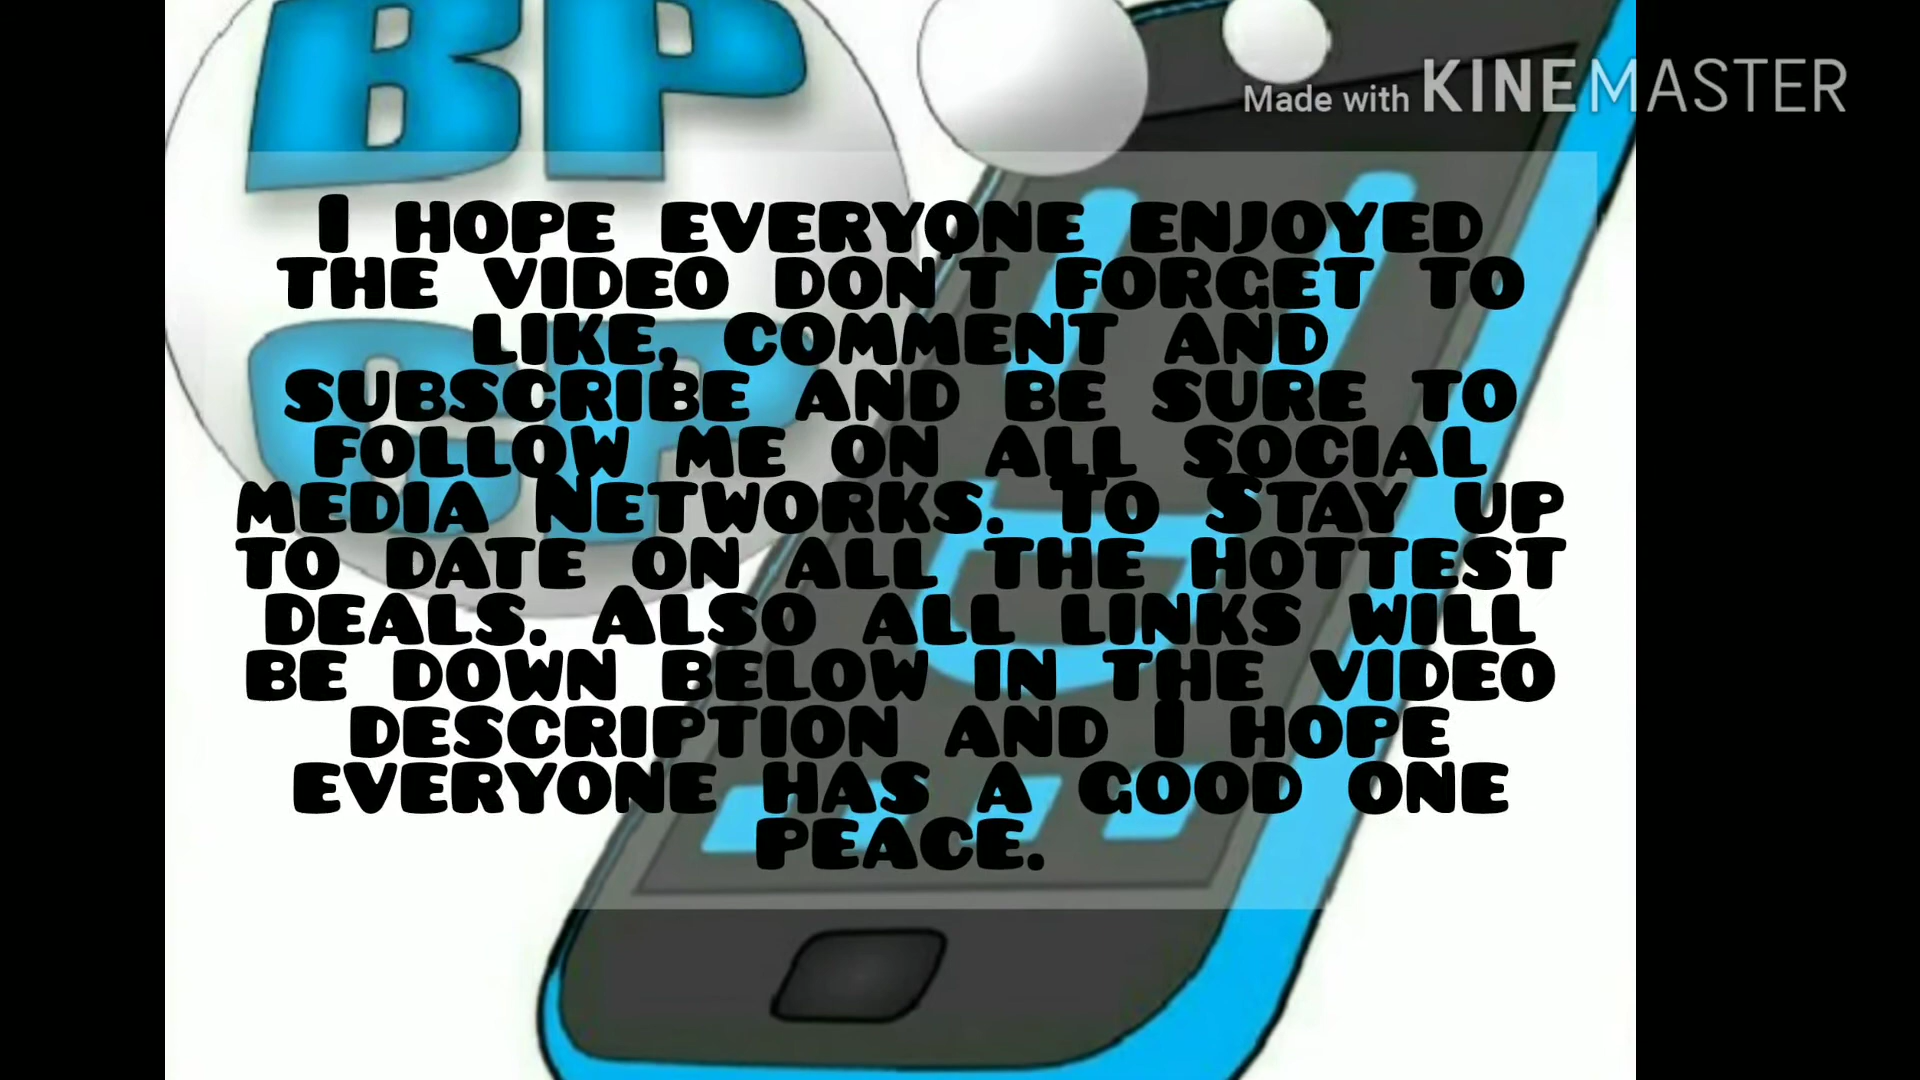 BP
Made with KINEMASTER
I HOPE EVERYONE ENJOYED
THE VIDEO DON'T FORGET TO
LIKE, COMMENT AND
SUBSCRIBE AND BE SURE TO
FOLLOW ME ON ALL SOCIAL
MEDIA NETWORKS. TO STAY UP
TO DATE ON ALL THE HOTTEST
DEALS. ALSO ALL LINKS WILL
BE DOWN BELOW IN THE VIDEO
DESCRIPTION AND I HOPE
EVERYONE HAS A GOOD ONE
PEACE.